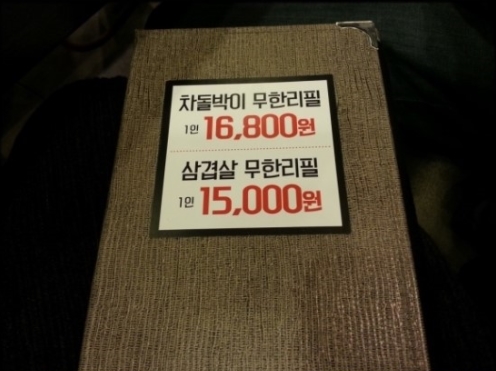 차돌박이 무한리필
1인 16,800원
삼겹살 무한리필
1인 15,000원